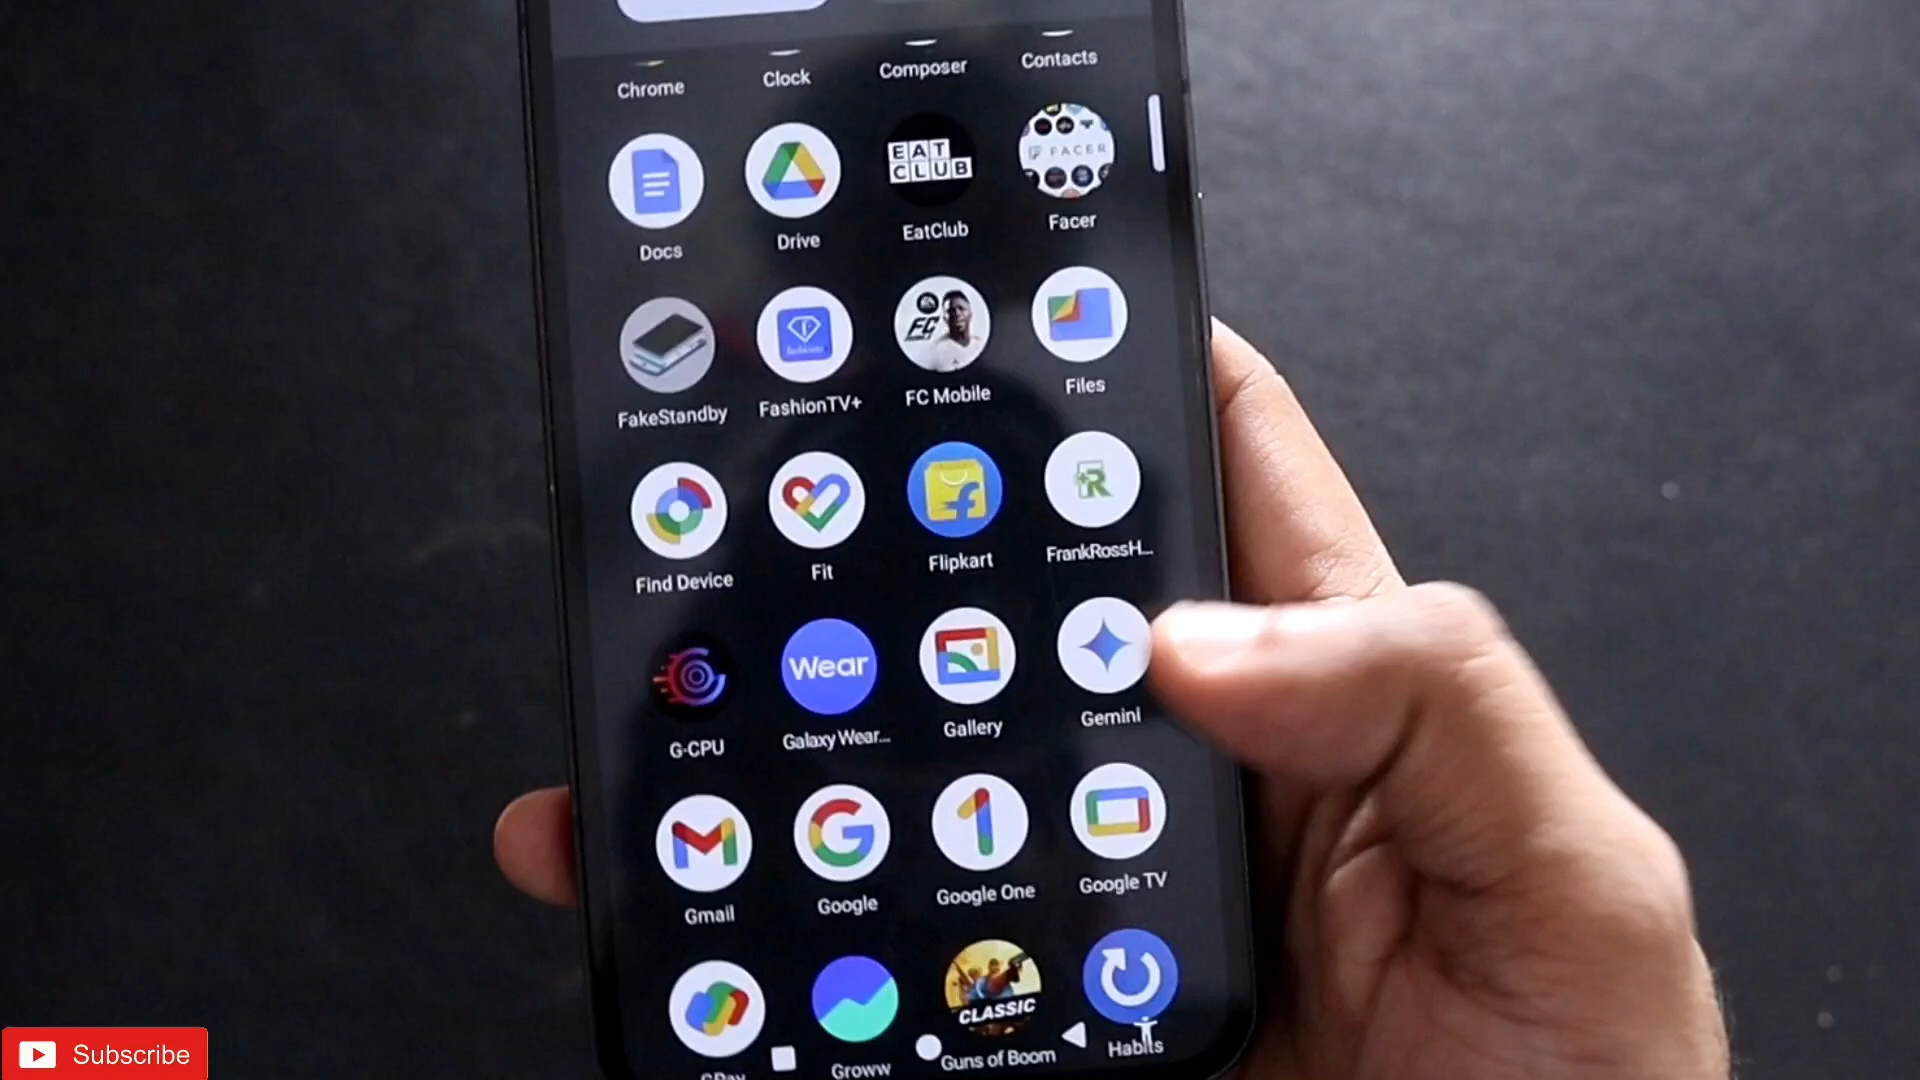 Chrome
Clock
Composer
Contacts
EAT
CLUB
FACER
Docs
Drive
EatClub
Facer
FC
FakeStandby
FashionTV+
FC Mobile
Files
Find Device
Fit
Flipkart
FrankRossH...
Wear
G-CPU
Galaxy Wear...
Gallery
Gemini
Gmail
Google
Google One
Google TV
CLASSIC
GPay
Groww
Guns of Boom
Habits
Subscribe